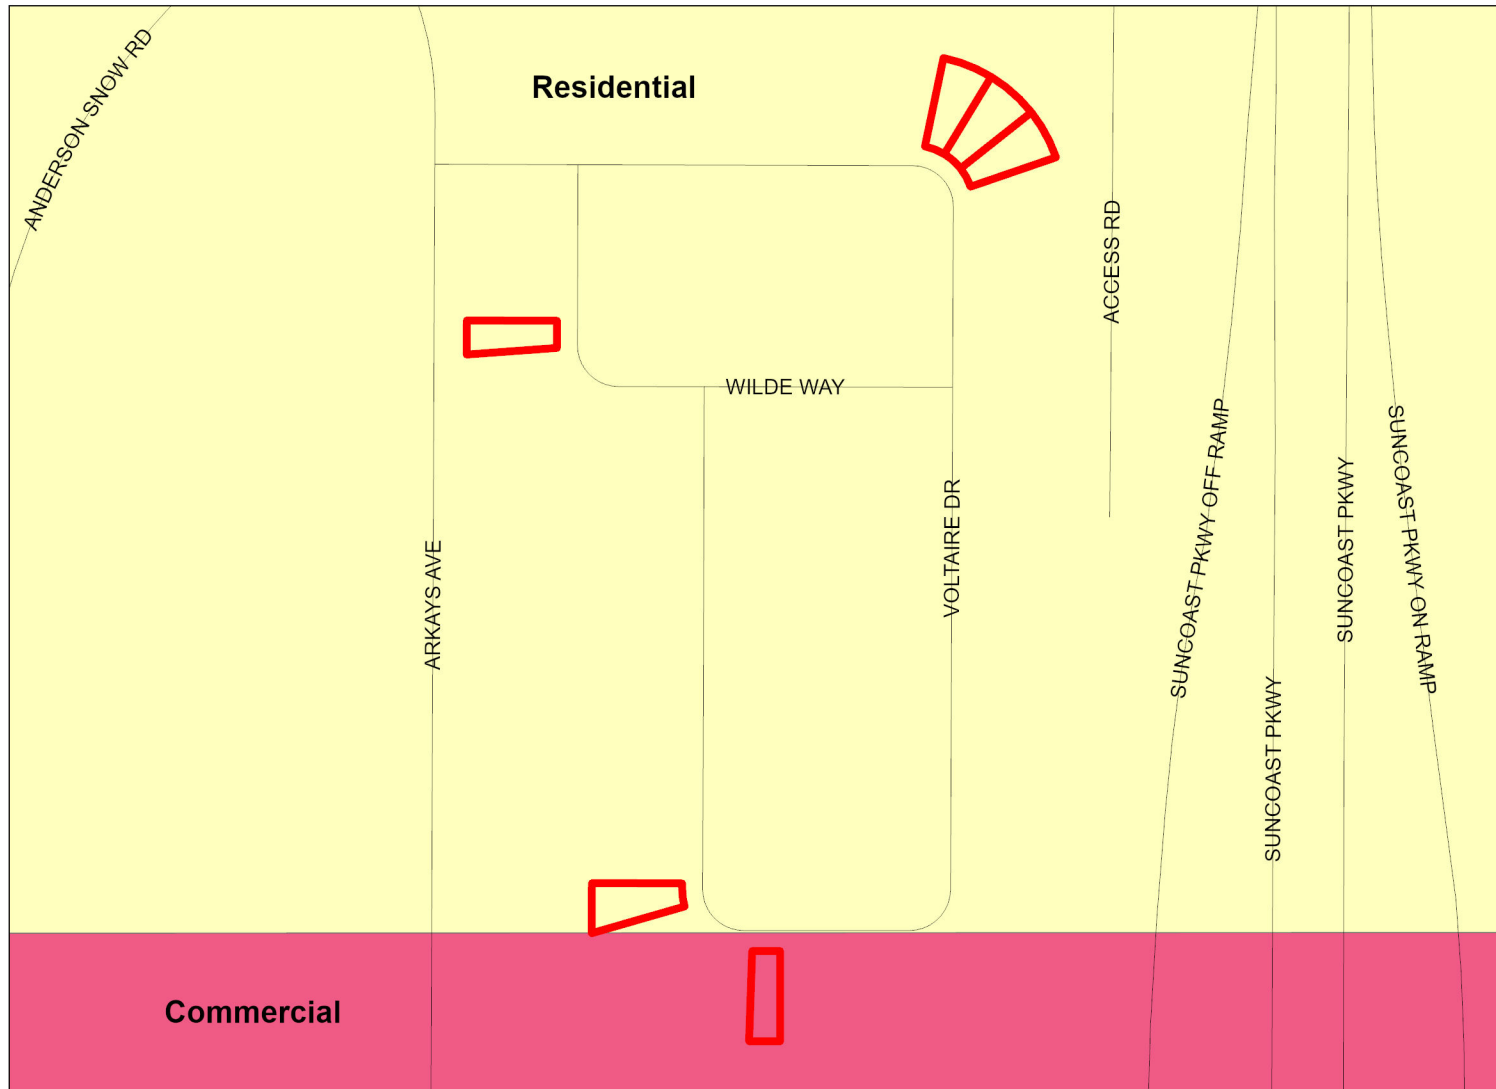 ANDERSON SNOW RD
Residential
ACCESS RD
WILDE WAY
SUNCOAST PKWY OFF RAMP
SUNCOAST PKWY ON RAMP
SUNCOAST PKWY
VOLTAIRE DR
ARKAYS AVE
SUNCOAST PKWY
Commercial